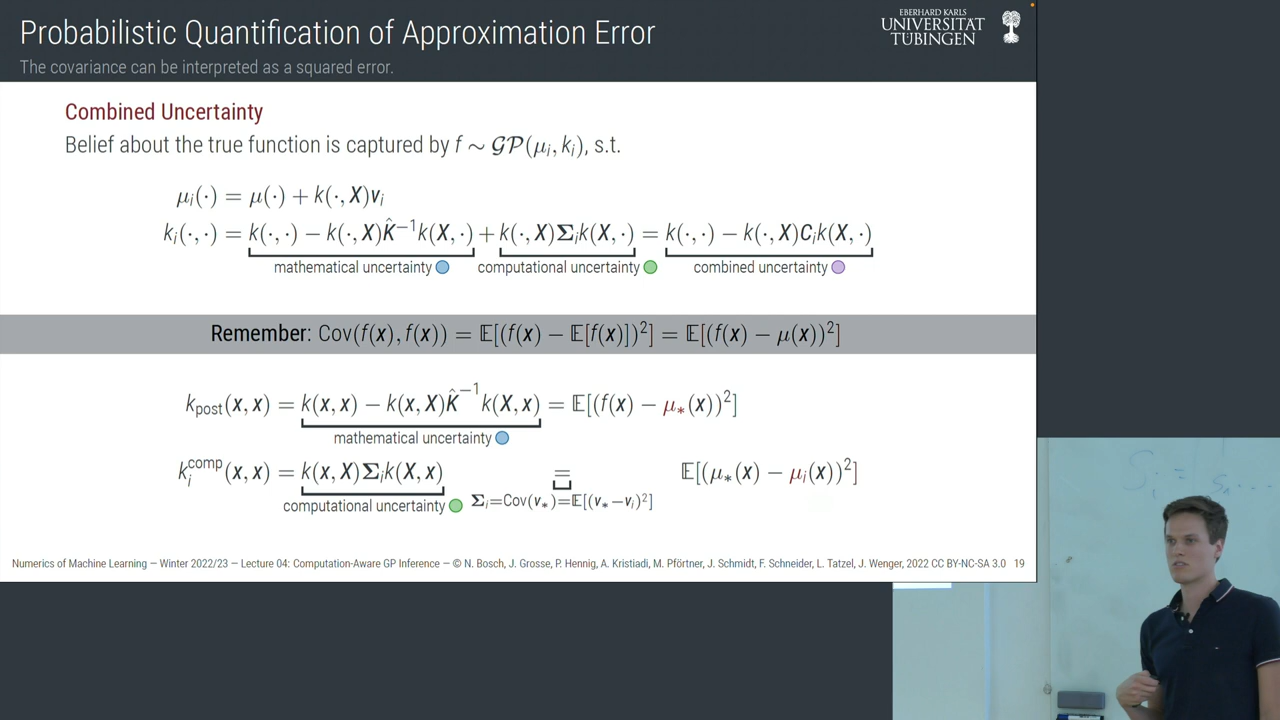 Probabilistic Quantification of Approximation Error
The covariance can be interpreted as a squared error.
EBERHARD KARLS
UNIVERSITÄT
TÜBINGEN
Combined Uncertainty
Belief about the true function is captured by f ∼ 𝒢𝒫(μᵢ, kᵢ), s.t.
μᵢ(·) = μ(·) + k(·, X)vᵢ
kᵢ(·, ·) = k(·, ·) − k(·, X)K̂⁻¹k(X, ·) + k(·, X)Σᵢk(X, ·) = k(·, ·) − k(·, X)Cᵢk(X, ·)
mathematical uncertainty computational uncertainty combined uncertainty
Remember: Cov(f(x), f(x)) = 𝔼[(f(x) − 𝔼[f(x)])²] = 𝔼[(f(x) − μ(x))²]
k_post(x, x) = k(x, x) − k(x, X)K̂⁻¹k(X, x) = 𝔼[(f(x) − μ_*(x))²]
mathematical uncertainty
kᵢ^comp(x, x) = k(x, X)Σᵢk(X, x) = 𝔼[(μ_*(x) − μᵢ(x))²]
computational uncertainty Σᵢ=Cov(v_*)=𝔼[(v_*−vᵢ)²]
Numerics of Machine Learning — Winter 2022/23 — Lecture 04: Computation-Aware GP Inference — © N. Bosch, J. Grosse, P. Hennig, A. Kristiadi, M. Pförtner, J. Schmidt, F. Schneider, L. Tatzel, J. Wenger, 2022 CC BY-NC-SA 3.0 19